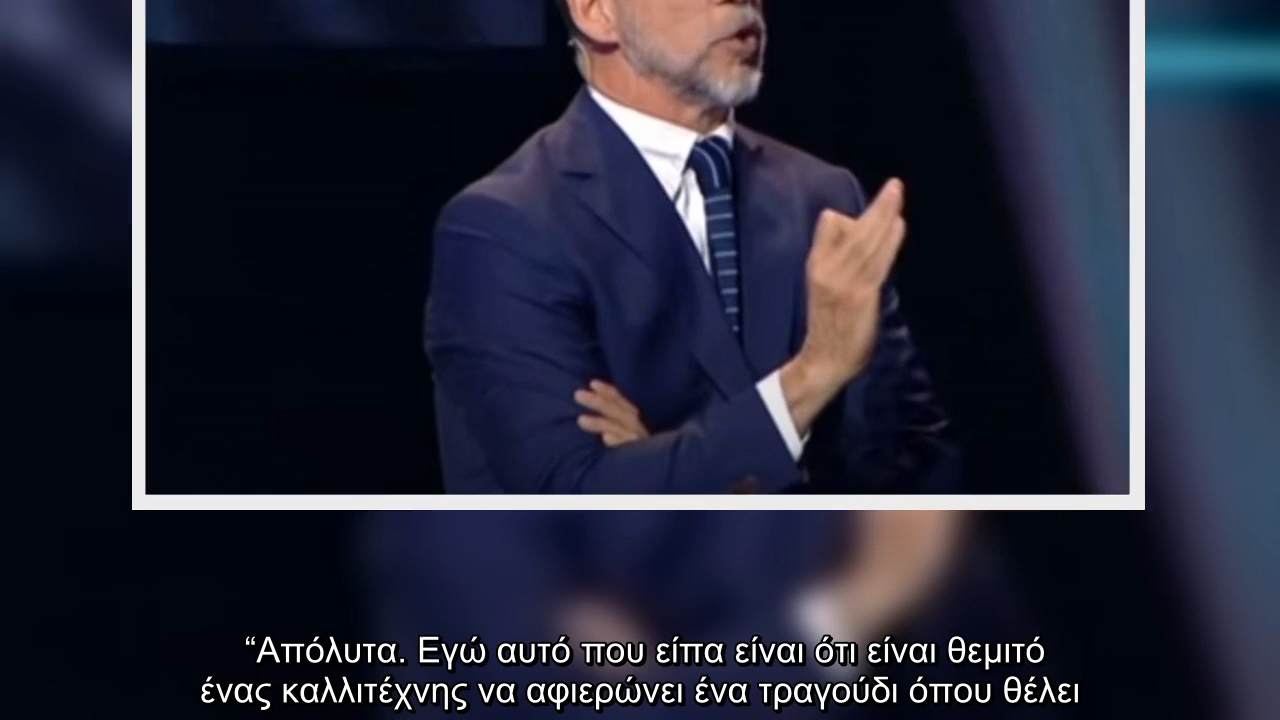 “Απόλυτα. Εγώ αυτό που είπα είναι ότι είναι θεμιτό
ένας καλλιτέχνης να αφιερώνει ένα τραγούδι όπου θέλει